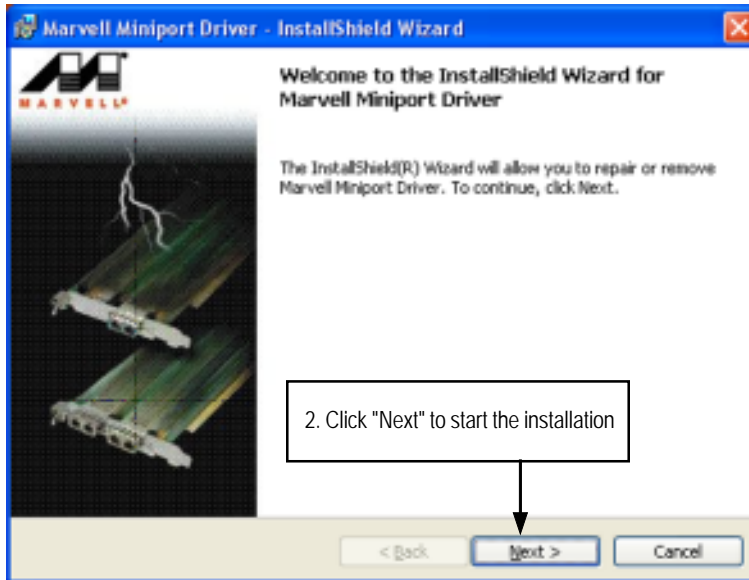 Marvell Miniport Driver - InstallShield Wizard
MARVELL®
Welcome to the InstallShield Wizard for
Marvell Miniport Driver
The InstallShield(R) Wizard will allow you to repair or remove
Marvell Miniport Driver. To continue, click Next.
2. Click "Next" to start the installation
< Back
Next >
Cancel